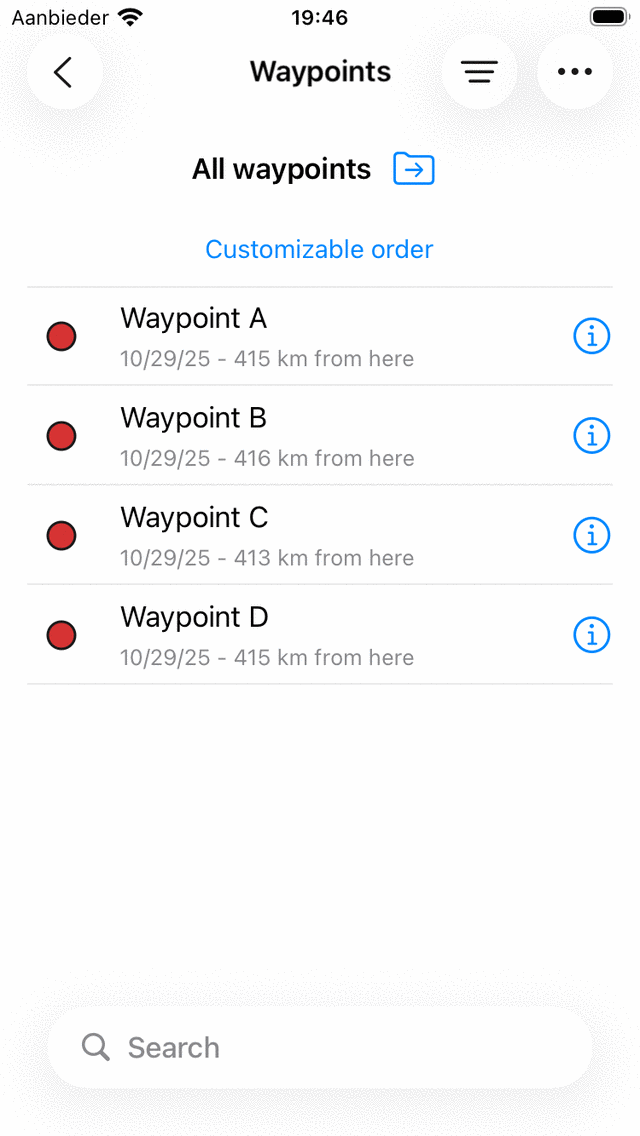 Aanbieder 19:46
Waypoints
All waypoints
Customizable order
Waypoint A
10/29/25 - 415 km from here
Waypoint B
10/29/25 - 416 km from here
Waypoint C
10/29/25 - 413 km from here
Waypoint D
10/29/25 - 415 km from here
Search